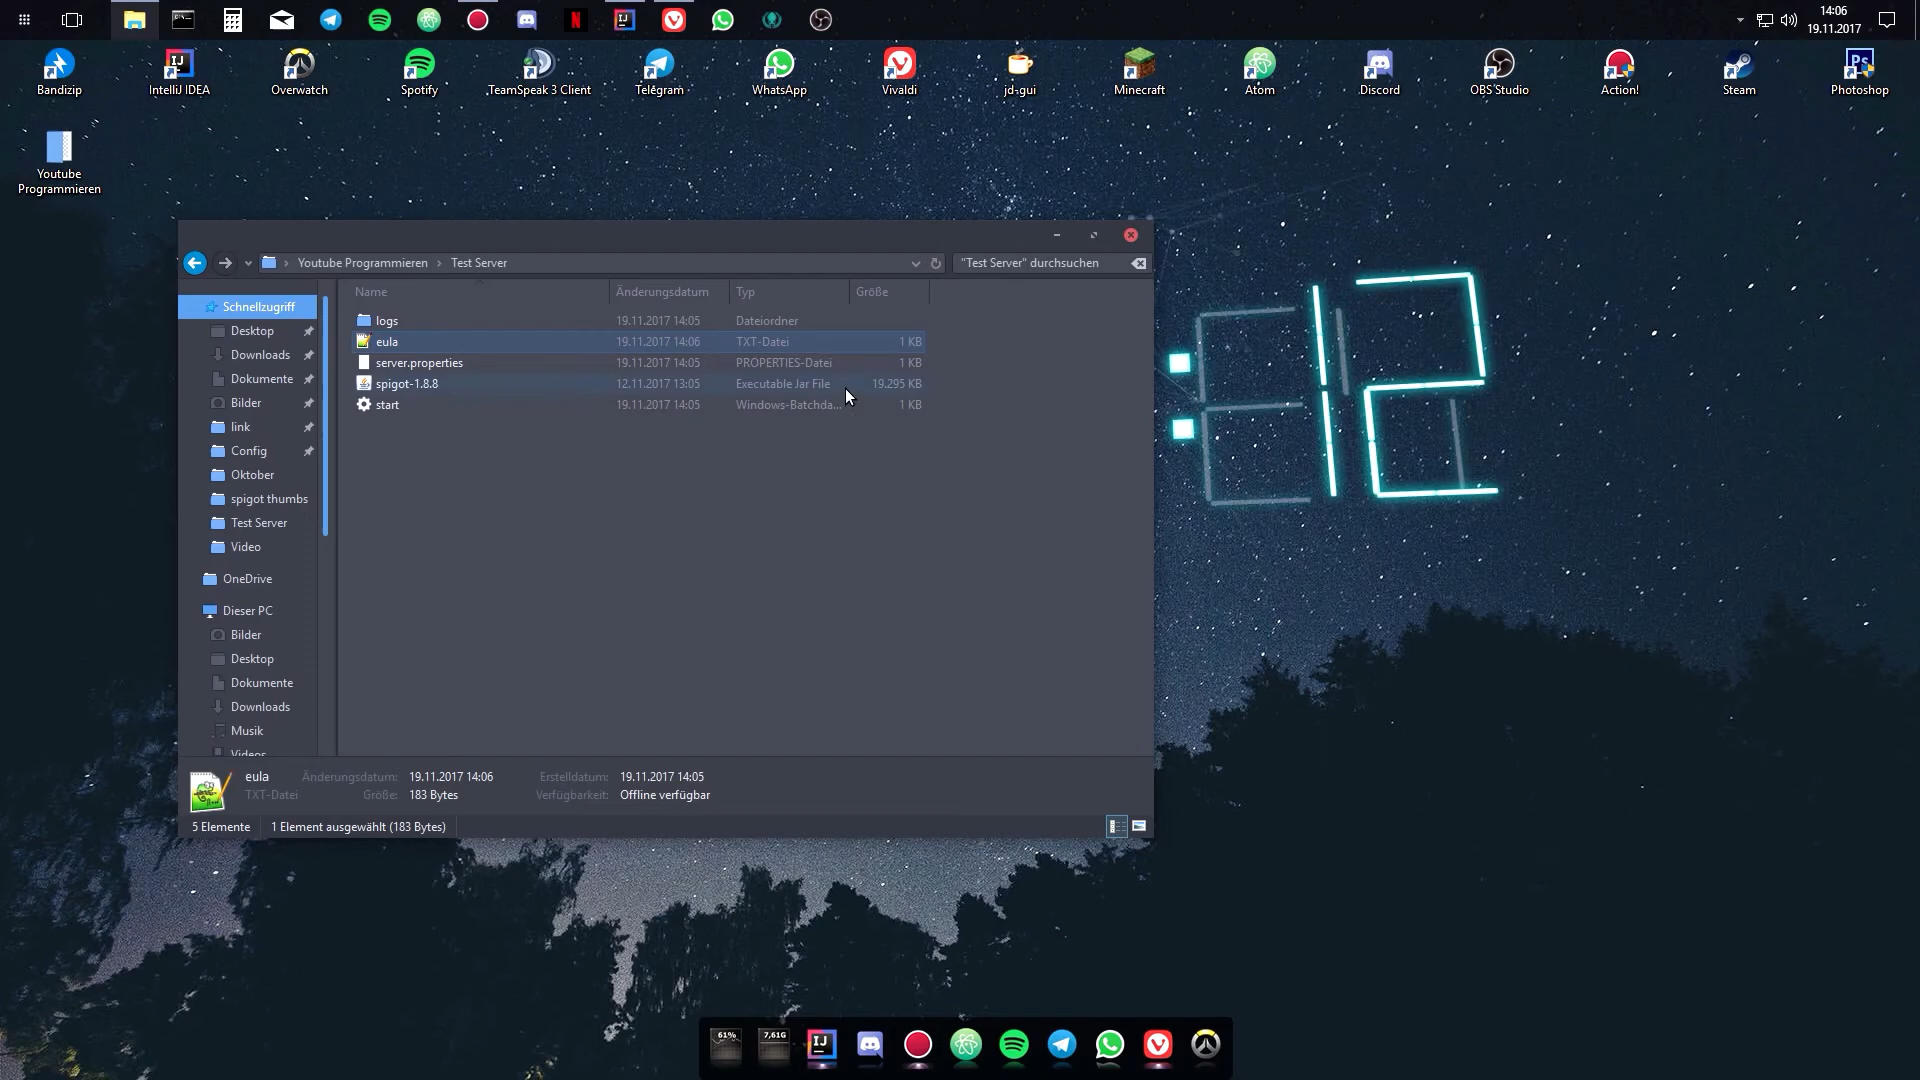 14:06
19.11.2017
Bandizip
IntelliJ IDEA
Overwatch
Spotify
TeamSpeak 3 Client
Telegram
WhatsApp
Vivaldi
jd-gui
Minecraft
Atom
Discord
OBS Studio
Action!
Steam
Photoshop
Youtube
Programmieren
Youtube Programmieren › Test Server
"Test Server" durchsuchen
Name Änderungsdatum Typ Größe
logs 19.11.2017 14:05 Dateiordner
eula 19.11.2017 14:06 TXT-Datei 1 KB
server.properties 19.11.2017 14:05 PROPERTIES-Datei 1 KB
spigot-1.8.8 12.11.2017 13:05 Executable Jar File 19.295 KB
start 19.11.2017 14:05 Windows-Batchda... 1 KB
Schnellzugriff
Desktop
Downloads
Dokumente
Bilder
link
Config
Oktober
spigot thumbs
Test Server
Video
OneDrive
Dieser PC
Bilder
Desktop
Dokumente
Downloads
Musik
Videos
eula Änderungsdatum: 19.11.2017 14:06 Erstelldatum: 19.11.2017 14:05
TXT-Datei Größe: 183 Bytes Verfügbarkeit: Offline verfügbar
5 Elemente 1 Element ausgewählt (183 Bytes)
:12
61% 7,61G